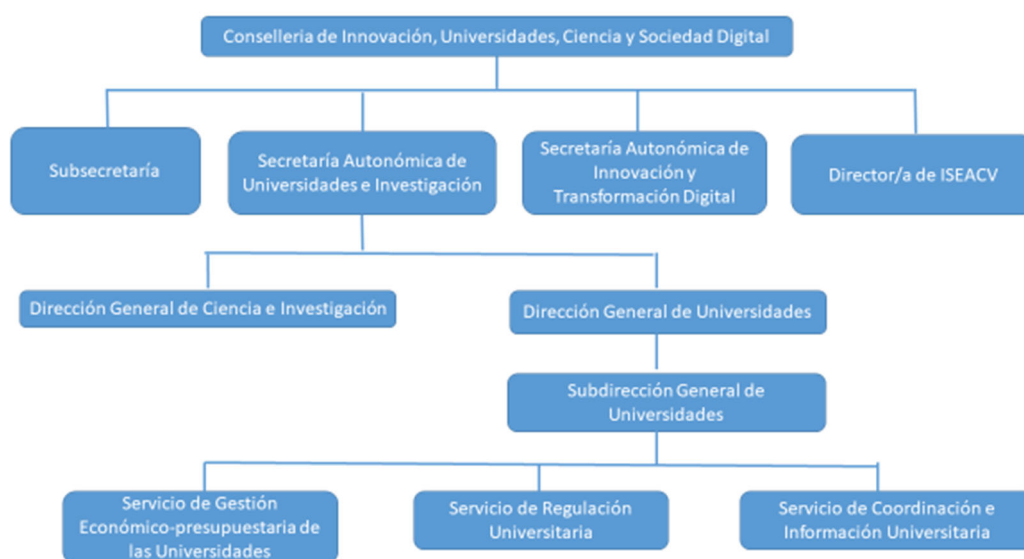 Conselleria de Innovación, Universidades, Ciencia y Sociedad Digital
Subsecretaría
Secretaría Autonómica de
Universidades e Investigación
Secretaría Autonómica de
Innovación y
Transformación Digital
Director/a de ISEACV
Dirección General de Ciencia e Investigación
Dirección General de Universidades
Subdirección General de
Universidades
Servicio de Gestión
Económico-presupuestaria de
las Universidades
Servicio de Regulación
Universitaria
Servicio de Coordinación e
Información Universitaria